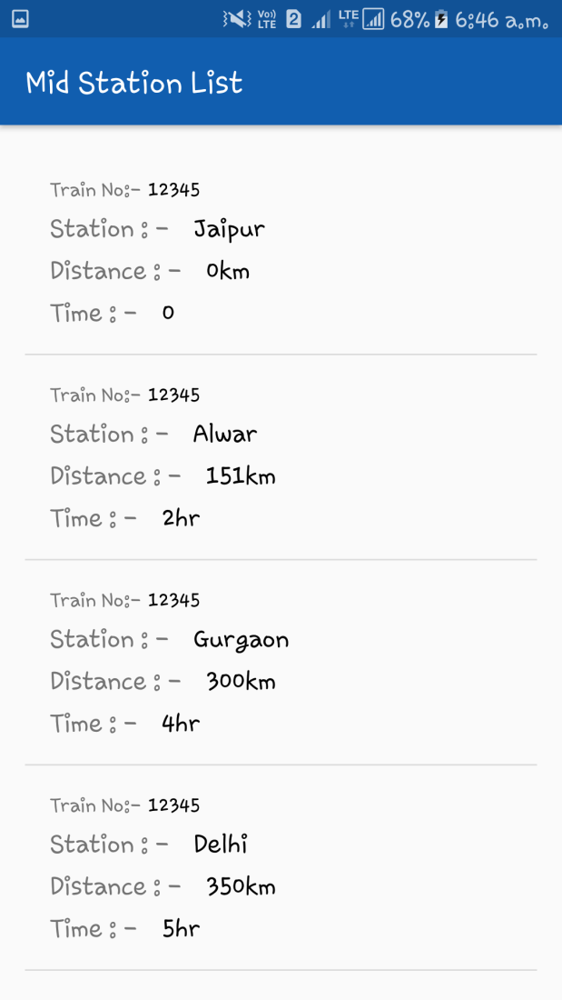 Vo)) LTE 2 LTE 68% 6:46 a.m.
Mid Station List
Train No:- 12345
Station : - Jaipur
Distance : - 0km
Time : - 0
Train No:- 12345
Station : - Alwar
Distance : - 151km
Time : - 2hr
Train No:- 12345
Station : - Gurgaon
Distance : - 300km
Time : - 4hr
Train No:- 12345
Station : - Delhi
Distance : - 350km
Time : - 5hr